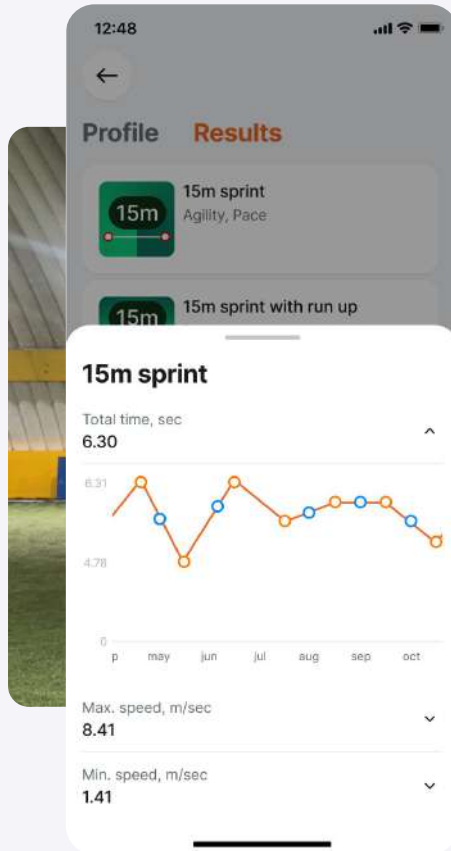 12:48
Profile Results
15m
15m sprint
Agility, Pace
15m
15m sprint with run up
15m sprint
Total time, sec
6.30
6.31
4.78
0
p may jun jul aug sep oct
Max. speed, m/sec
8.41
Min. speed, m/sec
1.41